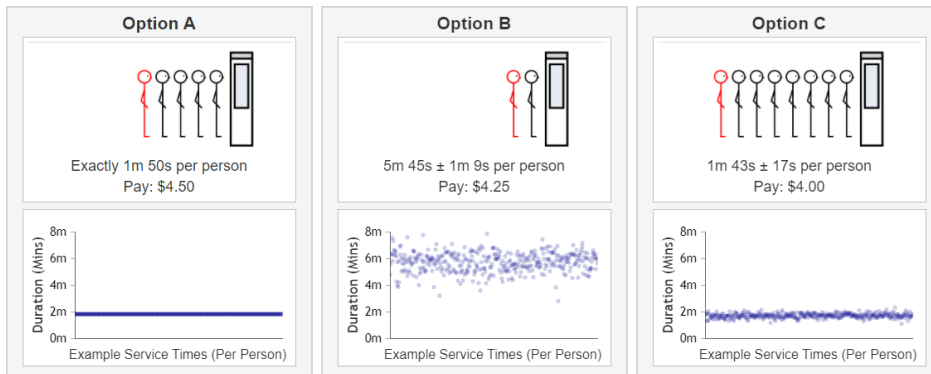 Option A
Exactly 1m 50s per person
Pay: $4.50
8m
6m
4m
2m
0m
Duration (Mins)
Example Service Times (Per Person)
Option B
5m 45s ± 1m 9s per person
Pay: $4.25
8m
6m
4m
2m
0m
Duration (Mins)
Example Service Times (Per Person)
Option C
1m 43s ± 17s per person
Pay: $4.00
8m
6m
4m
2m
0m
Duration (Mins)
Example Service Times (Per Person)